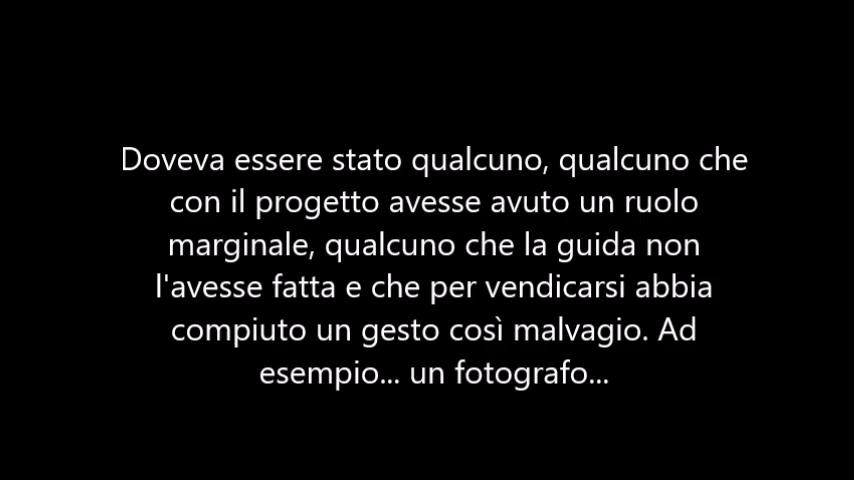 Doveva essere stato qualcuno, qualcuno che
con il progetto avesse avuto un ruolo
marginale, qualcuno che la guida non
l'avesse fatta e che per vendicarsi abbia
compiuto un gesto così malvagio. Ad
esempio... un fotografo...